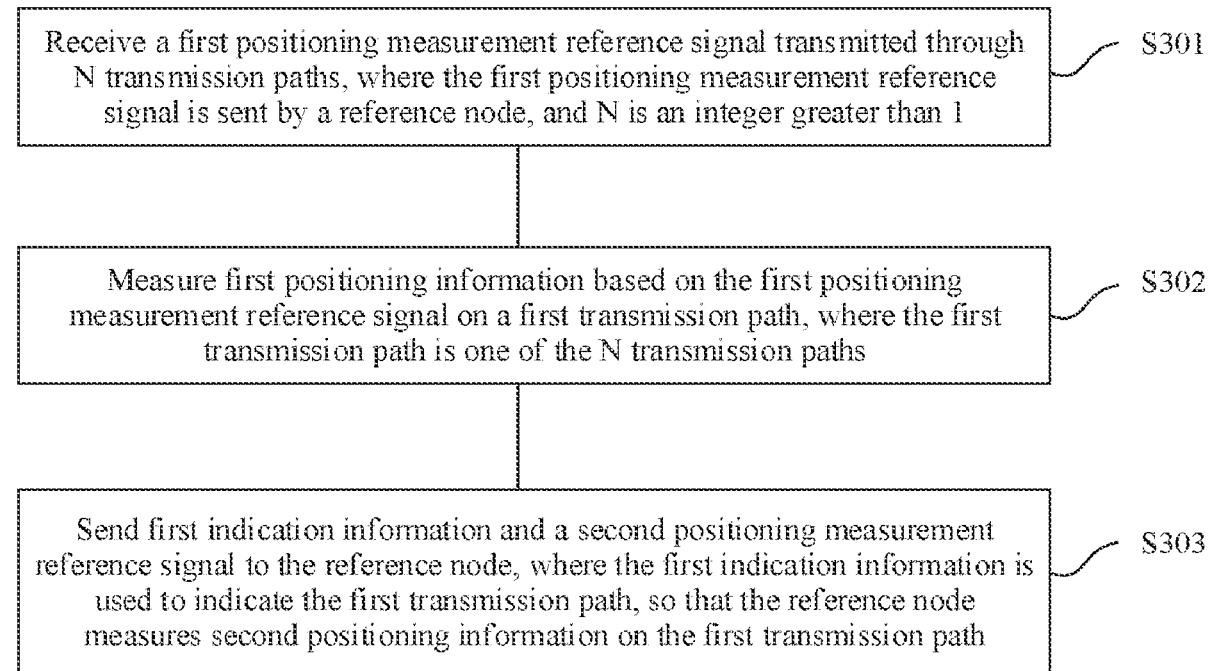 Receive a first positioning measurement reference signal transmitted through
N transmission paths, where the first positioning measurement reference
signal is sent by a reference node, and N is an integer greater than 1
S301
Measure first positioning information based on the first positioning
measurement reference signal on a first transmission path, where the first
transmission path is one of the N transmission paths
S302
Send first indication information and a second positioning measurement
reference signal to the reference node, where the first indication information is
used to indicate the first transmission path, so that the reference node
measures second positioning information on the first transmission path
S303